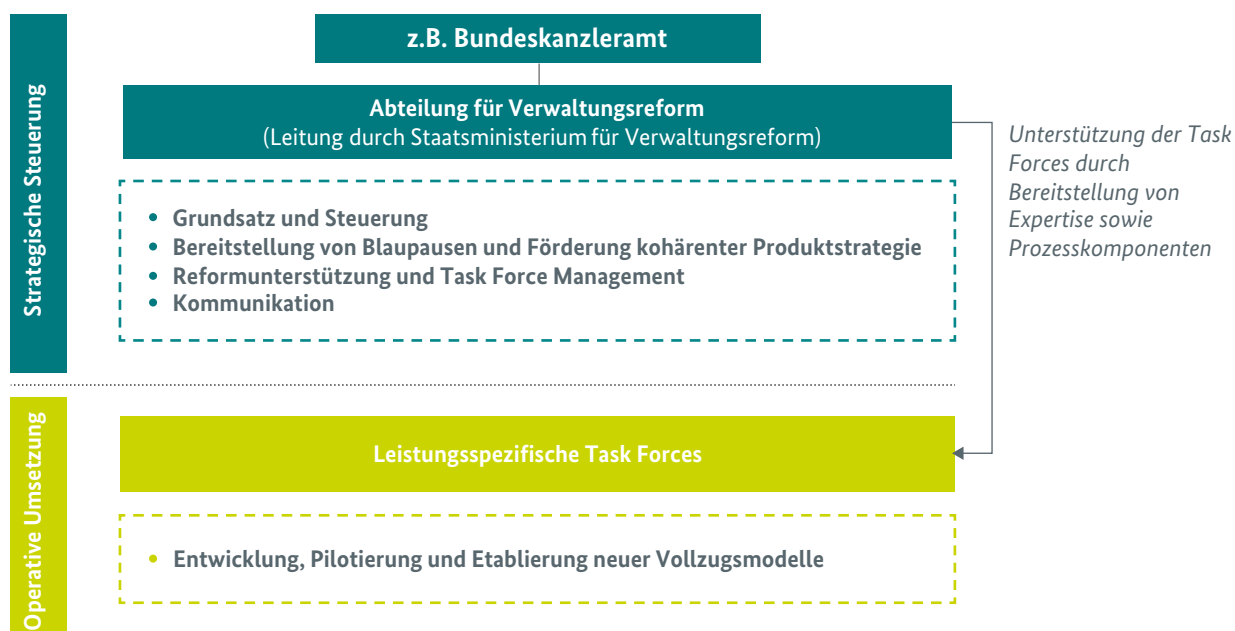 Strategische Steuerung
z.B. Bundeskanzleramt
Abteilung für Verwaltungsreform
(Leitung durch Staatsministerium für Verwaltungsreform)
• Grundsatz und Steuerung
• Bereitstellung von Blaupausen und Förderung kohärenter Produktstrategie
• Reformunterstützung und Task Force Management
• Kommunikation
Unterstützung der Task
Forces durch
Bereitstellung von
Expertise sowie
Prozesskomponenten
Operative Umsetzung
Leistungsspezifische Task Forces
• Entwicklung, Pilotierung und Etablierung neuer Vollzugsmodelle